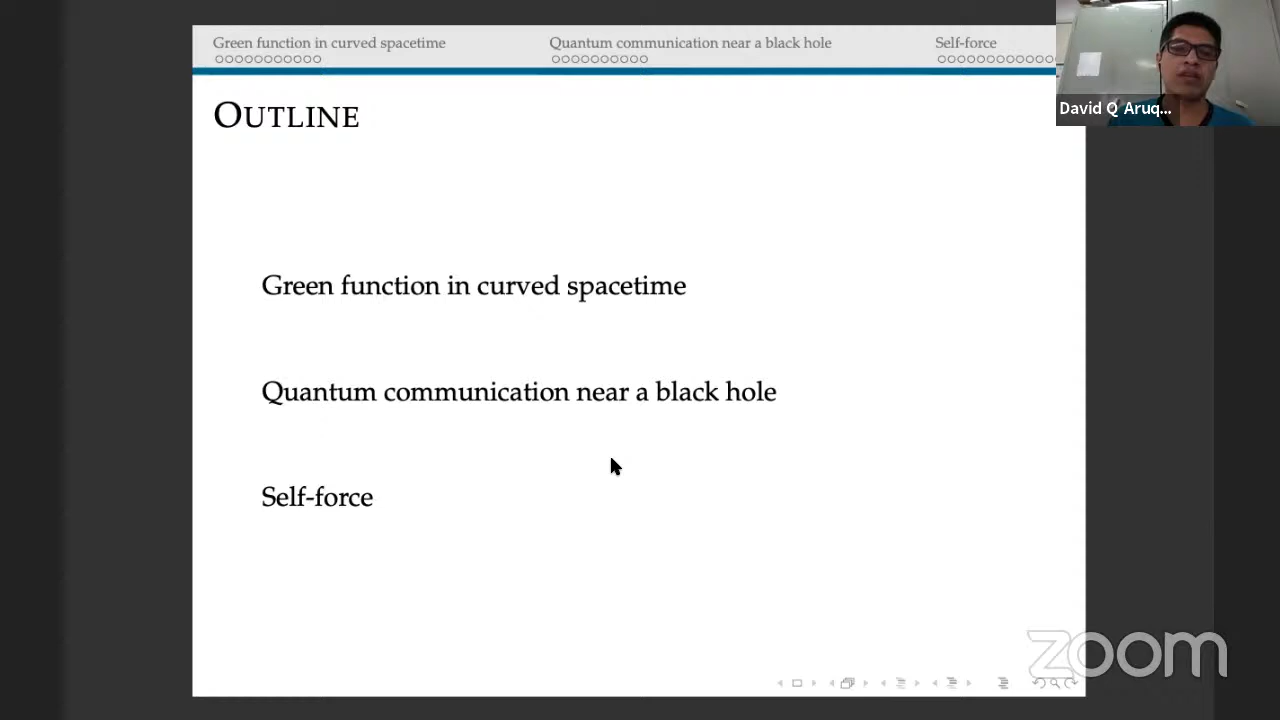 Green function in curved spacetime
Quantum communication near a black hole
Self-force
David Q Aruq...
OUTLINE
Green function in curved spacetime
Quantum communication near a black hole
Self-force
zoom